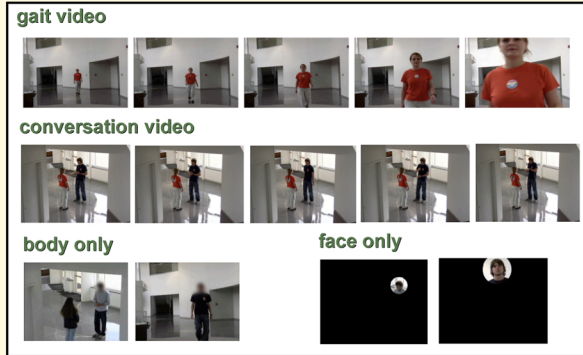 gait video
conversation video
body only
face only